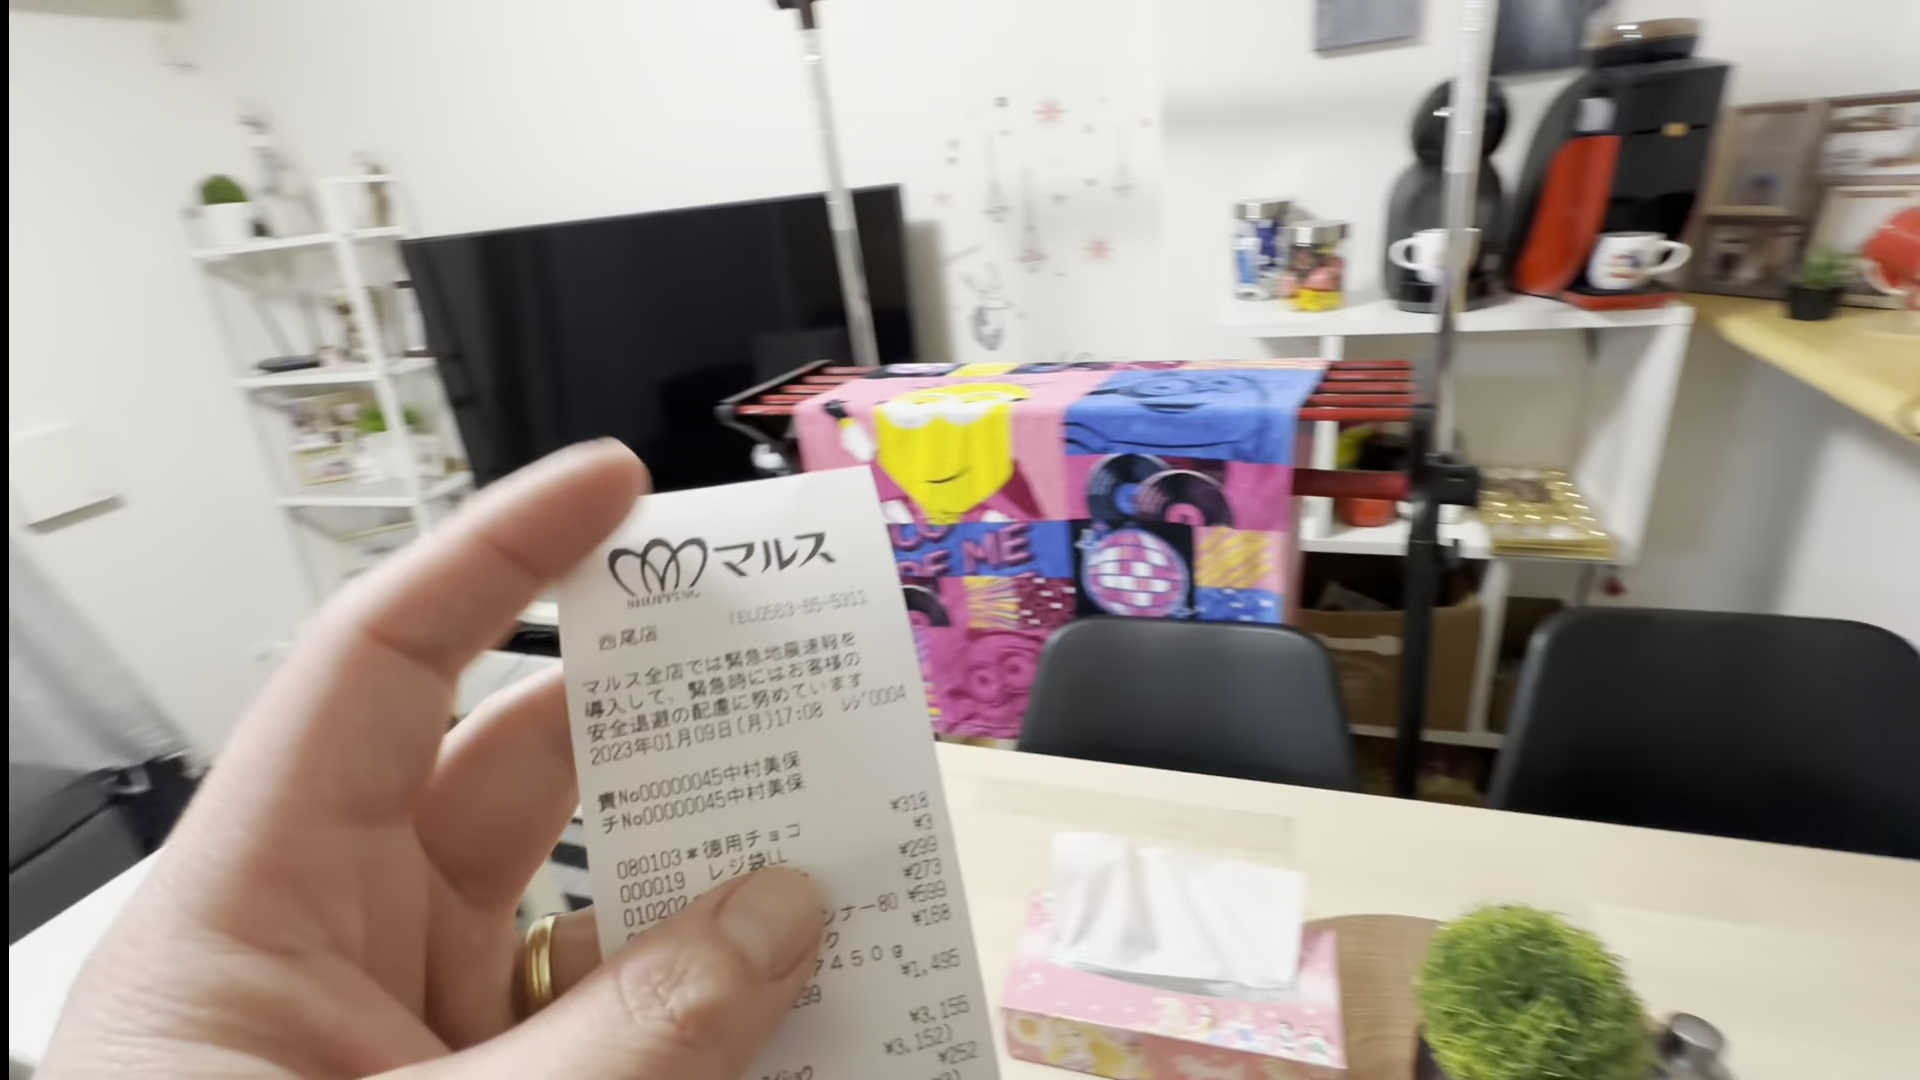 マルス
SHOPPING
TEL0563-65-5311
西尾店
マルス全店では緊急地震速報を
導入して、緊急時にはお客様の
安全退避の配慮に努めています
2023年01月09日(月)17:08 ﾚｼﾞ0004
責No00000045中村美保
チNo00000045中村美保
¥318
080103*徳用チョコ ¥3
000019 レジ袋LL ¥299
010202 ¥273
ンナー80 ¥599
ク ¥168
450g
299 ¥1,495
¥3,155
¥3,152)
¥252
OF ME